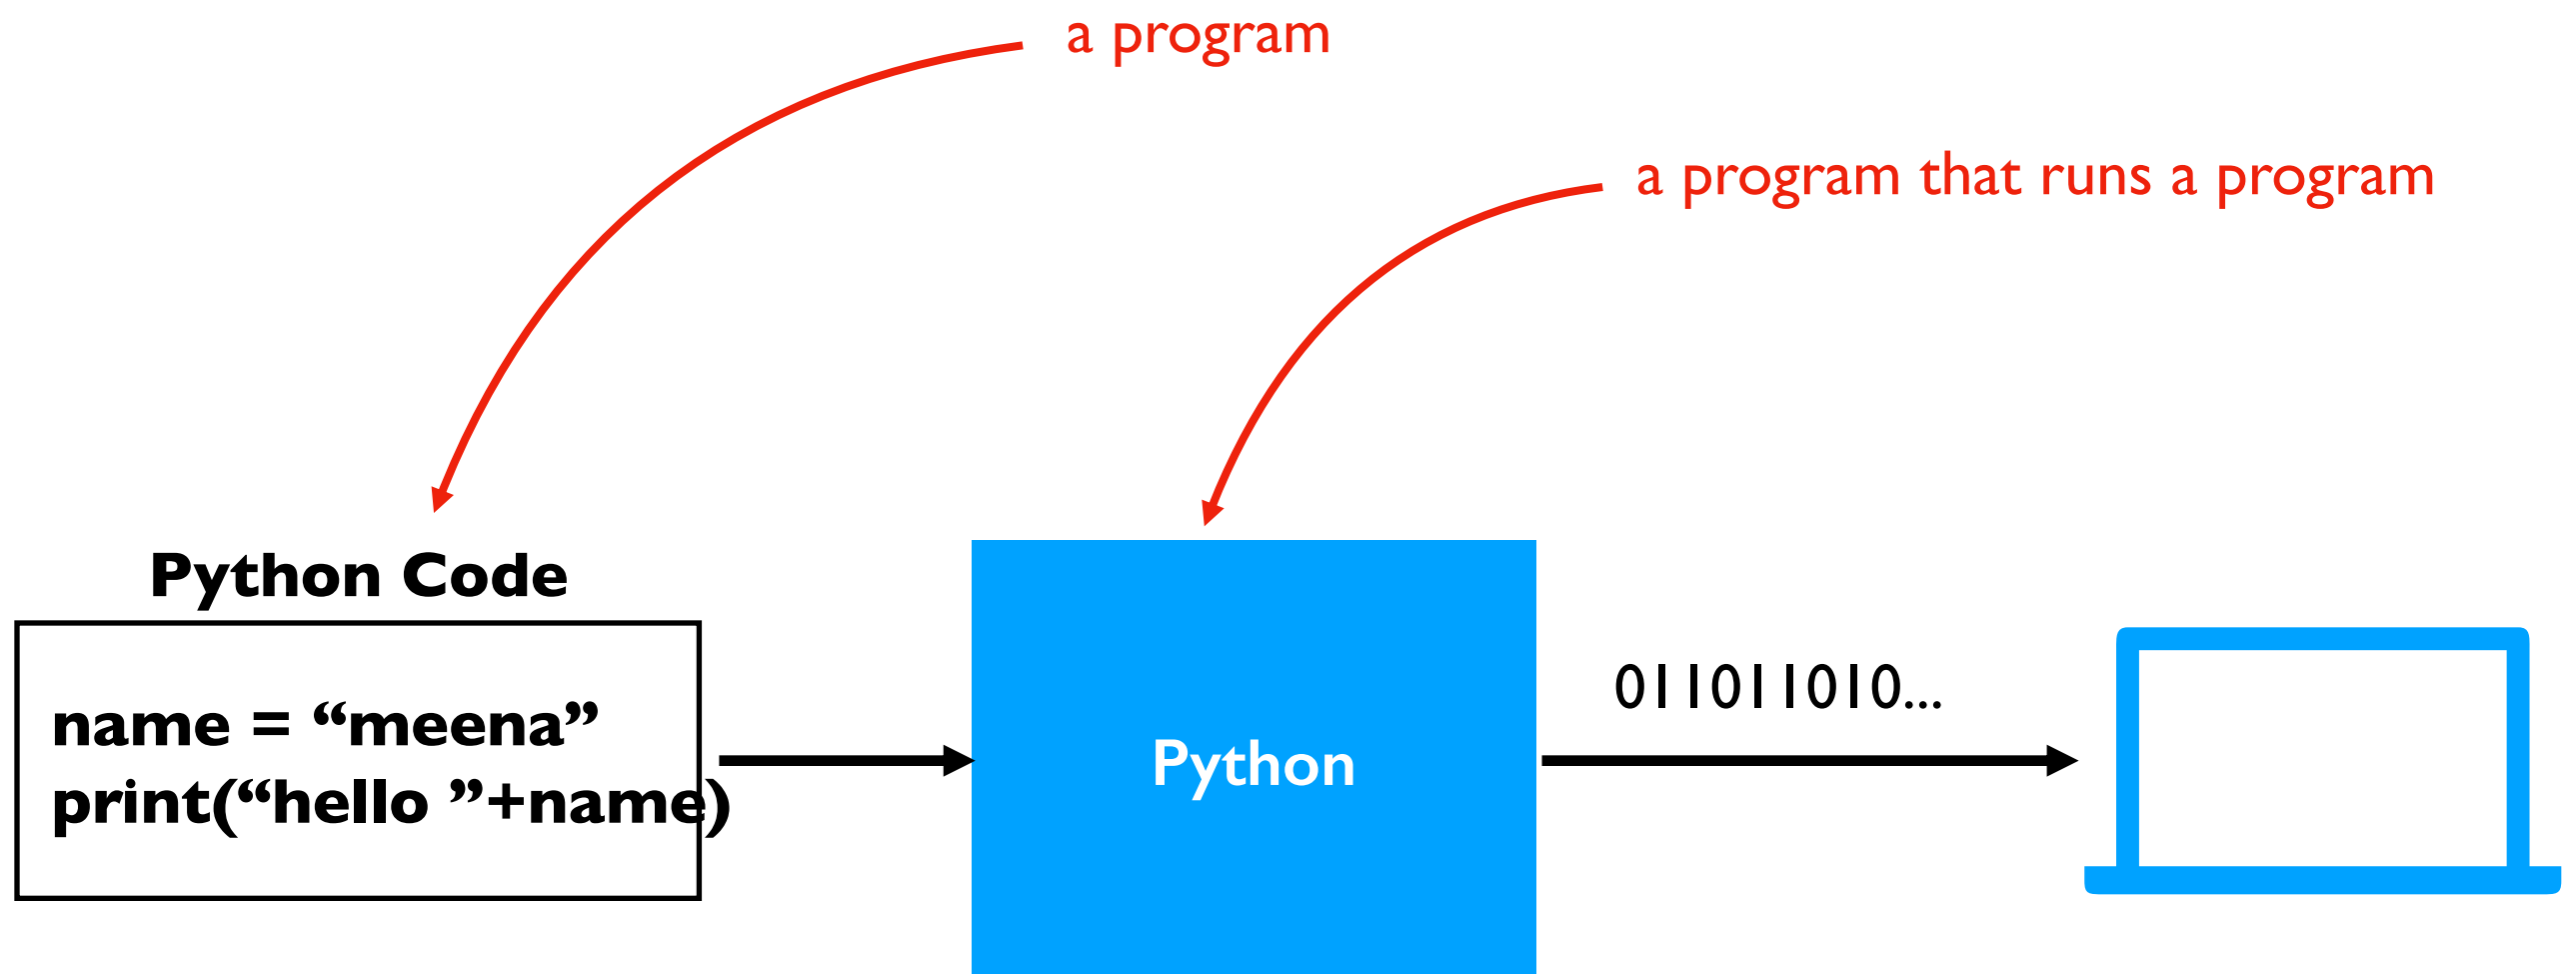 a program
a program that runs a program
Python Code
name = “meena”
print(“hello ”+name)
Python
011011010...